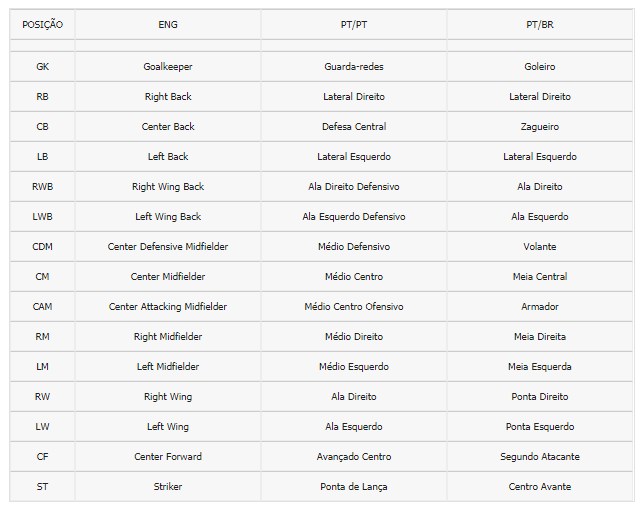 POSIÇÃO ENG PT/PT PT/BR
GK Goalkeeper Guarda-redes Goleiro
RB Right Back Lateral Direito Lateral Direito
CB Center Back Defesa Central Zagueiro
LB Left Back Lateral Esquerdo Lateral Esquerdo
RWB Right Wing Back Ala Direito Defensivo Ala Direito
LWB Left Wing Back Ala Esquerdo Defensivo Ala Esquerdo
CDM Center Defensive Midfielder Médio Defensivo Volante
CM Center Midfielder Médio Centro Meia Central
CAM Center Attacking Midfielder Médio Centro Ofensivo Armador
RM Right Midfielder Médio Direito Meia Direita
LM Left Midfielder Médio Esquerdo Meia Esquerda
RW Right Wing Ala Direito Ponta Direito
LW Left Wing Ala Esquerdo Ponta Esquerdo
CF Center Forward Avançado Centro Segundo Atacante
ST Striker Ponta de Lança Centro Avante